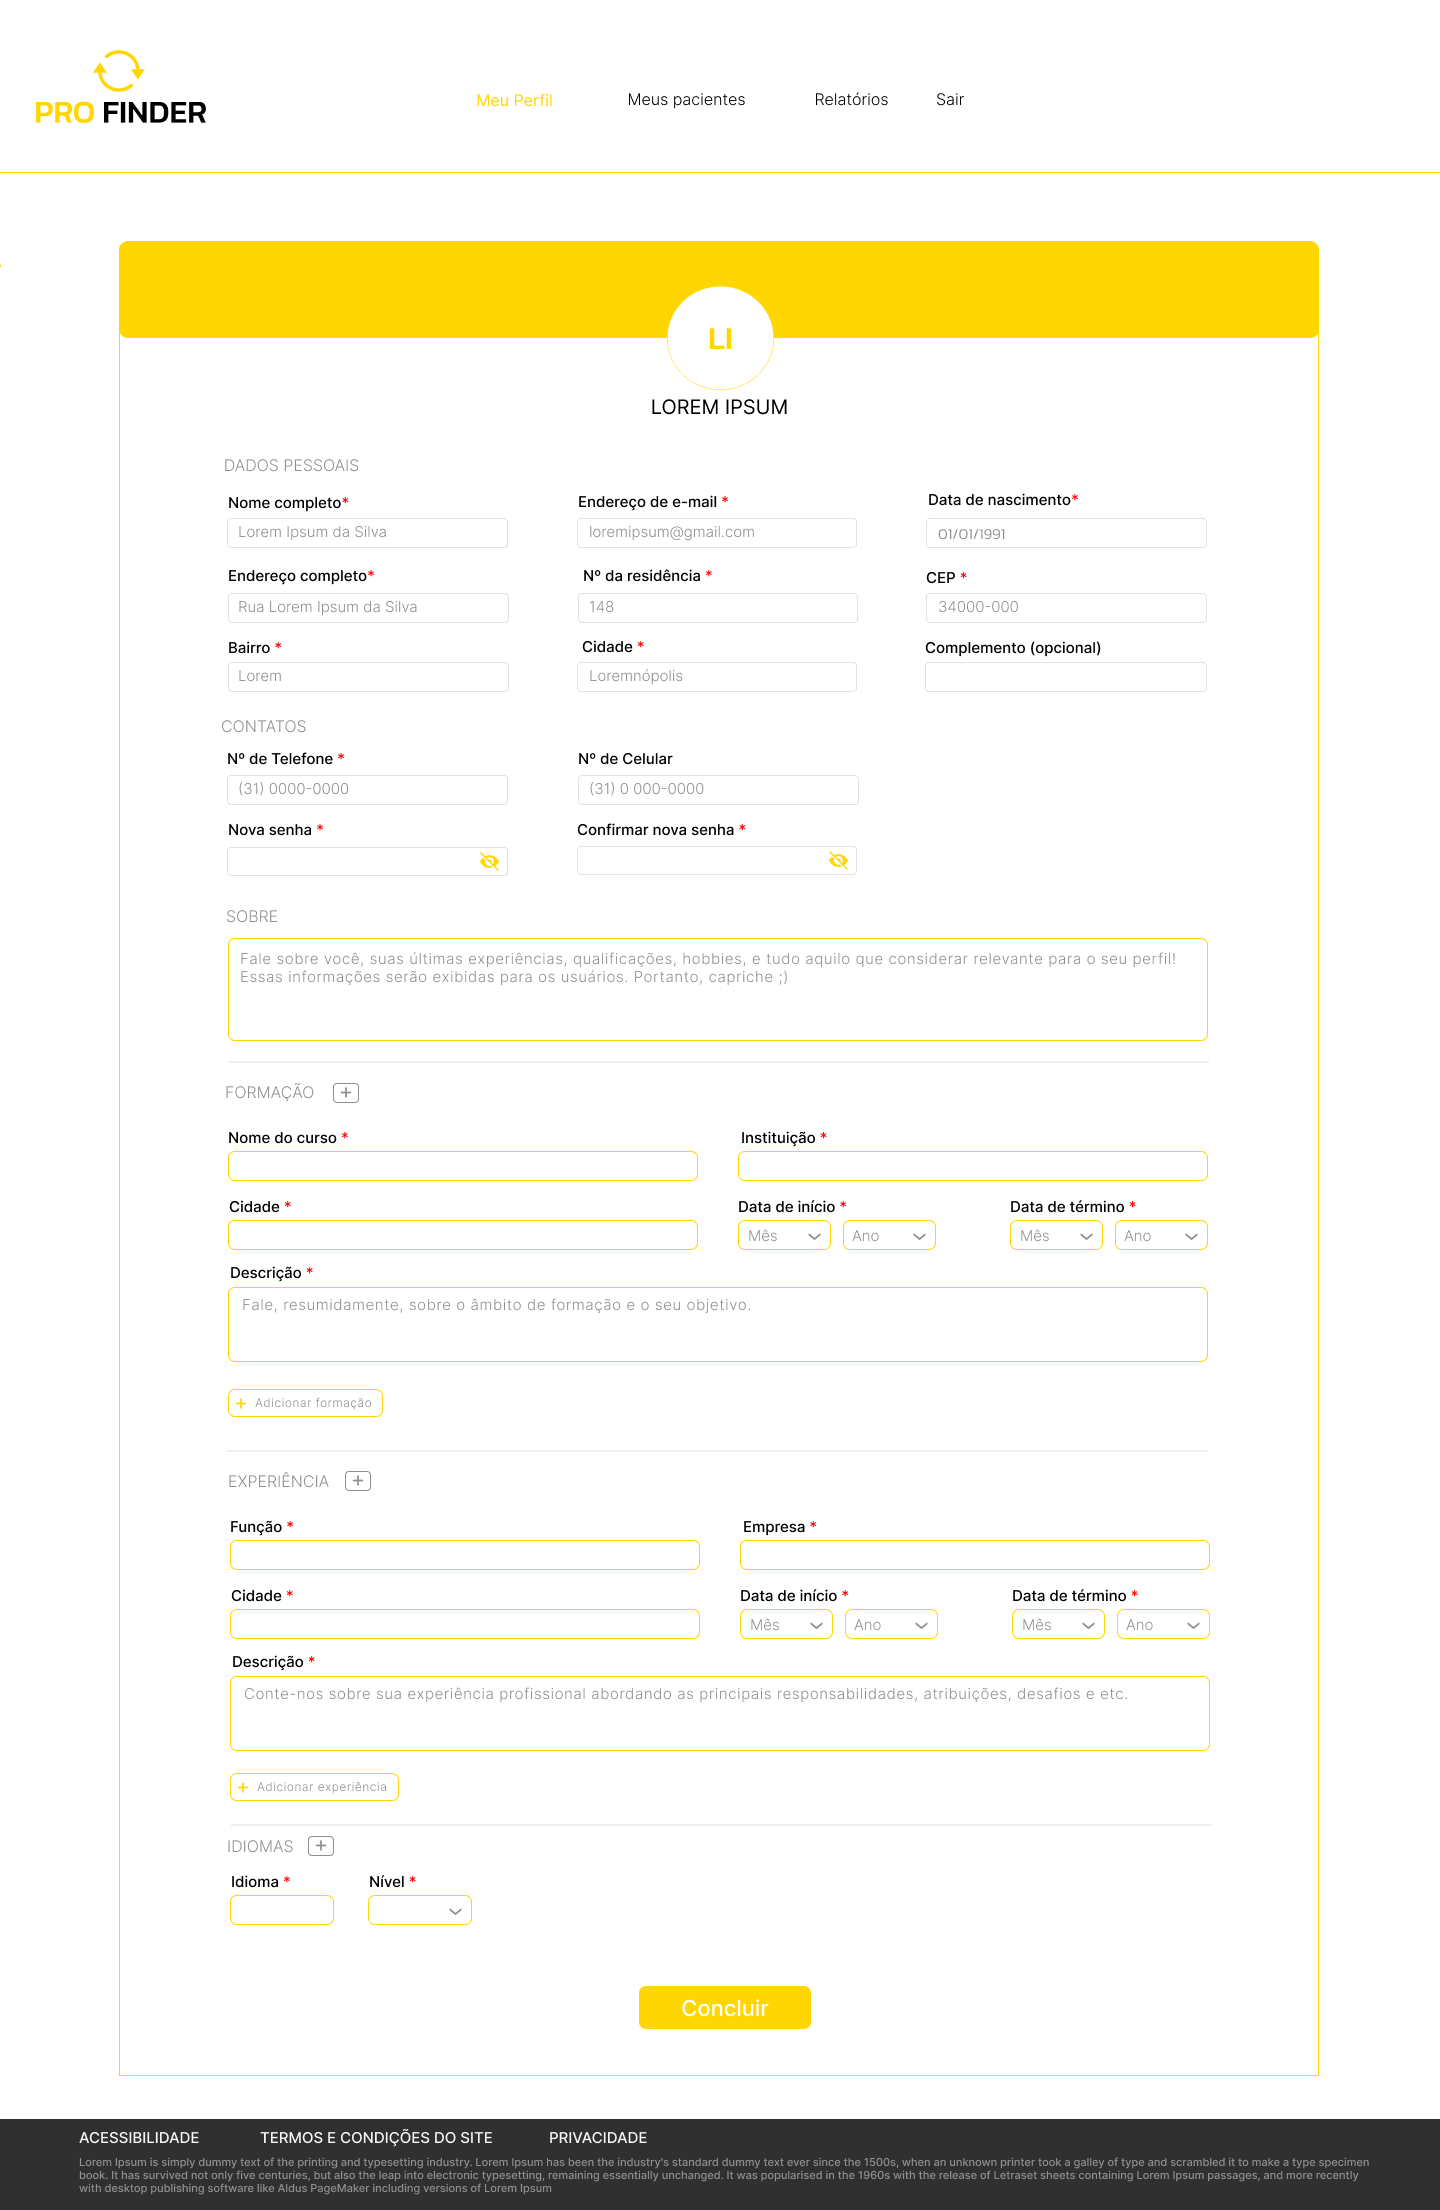 PRO FINDER
Meu Perfil Meus pacientes Relatórios Sair
LI
LOREM IPSUM
DADOS PESSOAIS
Nome completo* Endereço de e-mail * Data de nascimento*
Lorem Ipsum da Silva loremipsum@gmail.com 01/01/1991
Endereço completo* Nº da residência * CEP *
Rua Lorem Ipsum da Silva 148 34000-000
Bairro * Cidade * Complemento (opcional)
Lorem Loremnópolis
CONTATOS
Nº de Telefone * Nº de Celular
(31) 0000-0000 (31) 0 000-0000
Nova senha * Confirmar nova senha *
SOBRE
Fale sobre você, suas últimas experiências, qualificações, hobbies, e tudo aquilo que considerar relevante para o seu perfil!
Essas informações serão exibidas para os usuários. Portanto, capriche ;)
FORMAÇÃO +
Nome do curso * Instituição *
Cidade * Data de início * Data de término *
Mês Ano Mês Ano
Descrição *
Fale, resumidamente, sobre o âmbito de formação e o seu objetivo.
+ Adicionar formação
EXPERIÊNCIA +
Função * Empresa *
Cidade * Data de início * Data de término *
Mês Ano Mês Ano
Descrição *
Conte-nos sobre sua experiência profissional abordando as principais responsabilidades, atribuições, desafios e etc.
+ Adicionar experiência
IDIOMAS +
Idioma * Nível *
Concluir
ACESSIBILIDADE TERMOS E CONDIÇÕES DO SITE PRIVACIDADE
Lorem Ipsum is simply dummy text of the printing and typesetting industry. Lorem Ipsum has been the industry's standard dummy text ever since the 1500s, when an unknown printer took a galley of type and scrambled it to make a type specimen
book. It has survived not only five centuries, but also the leap into electronic typesetting, remaining essentially unchanged. It was popularised in the 1960s with the release of Letraset sheets containing Lorem Ipsum passages, and more recently
with desktop publishing software like Aldus PageMaker including versions of Lorem Ipsum